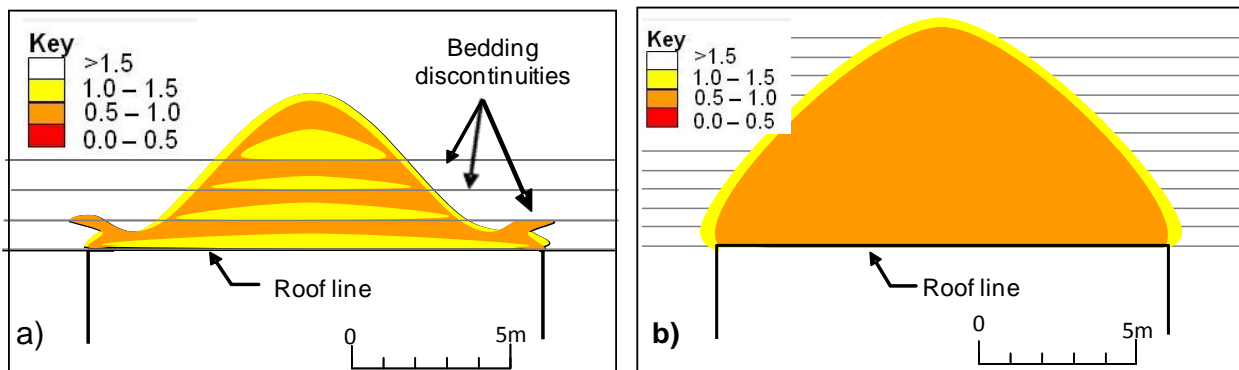 Key
>1.5
1.0 – 1.5
0.5 – 1.0
0.0 – 0.5
Bedding
discontinuities
Roof line
a)
0
5m
Key
>1.5
1.0 – 1.5
0.5 – 1.0
0.0 – 0.5
Roof line
b)
0
5m